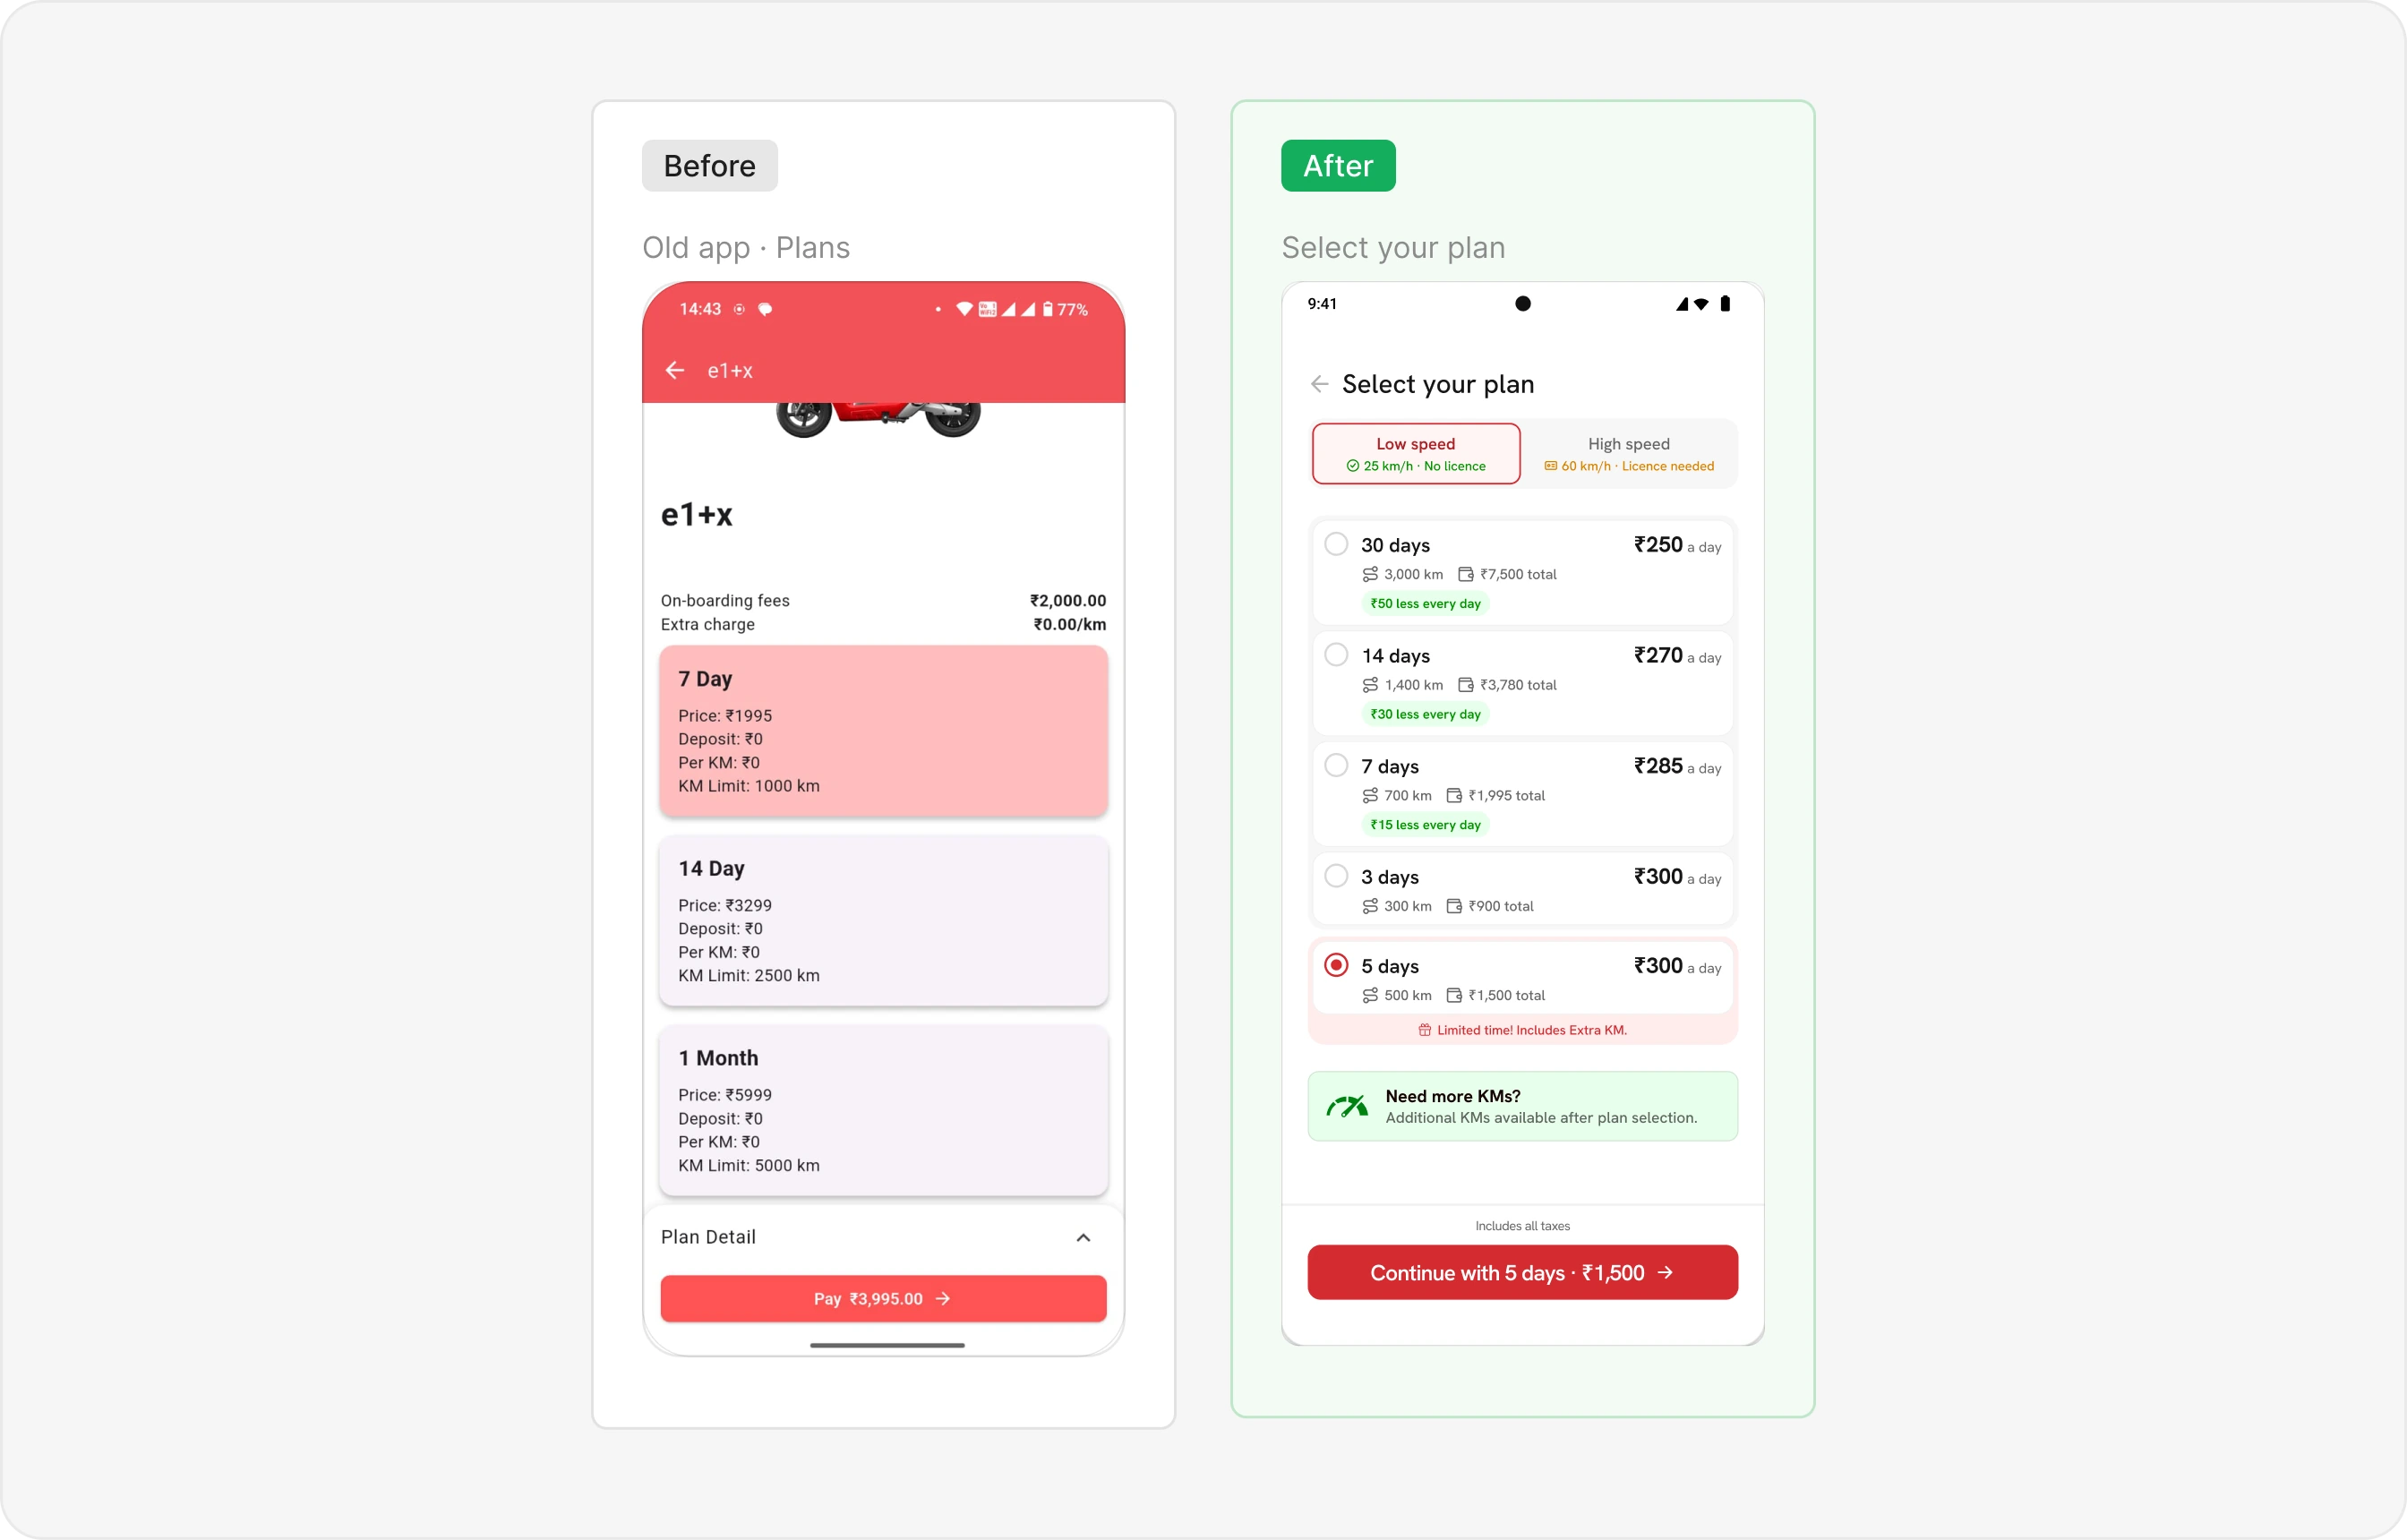 Before
Old app · Plans
14:43 77%
e1+x
e1+x
On-boarding fees ₹2,000.00
Extra charge ₹0.00/km
7 Day
Price: ₹1995
Deposit: ₹0
Per KM: ₹0
KM Limit: 1000 km
14 Day
Price: ₹3299
Deposit: ₹0
Per KM: ₹0
KM Limit: 2500 km
1 Month
Price: ₹5999
Deposit: ₹0
Per KM: ₹0
KM Limit: 5000 km
Plan Detail
Pay ₹3,995.00 →
After
Select your plan
9:41
← Select your plan
Low speed
25 km/h · No licence
High speed
60 km/h · Licence needed
30 days ₹250 a day
3,000 km ₹7,500 total
₹50 less every day
14 days ₹270 a day
1,400 km ₹3,780 total
₹30 less every day
7 days ₹285 a day
700 km ₹1,995 total
₹15 less every day
3 days ₹300 a day
300 km ₹900 total
5 days ₹300 a day
500 km ₹1,500 total
Limited time! Includes Extra KM.
Need more KMs?
Additional KMs available after plan selection.
Includes all taxes
Continue with 5 days · ₹1,500 →